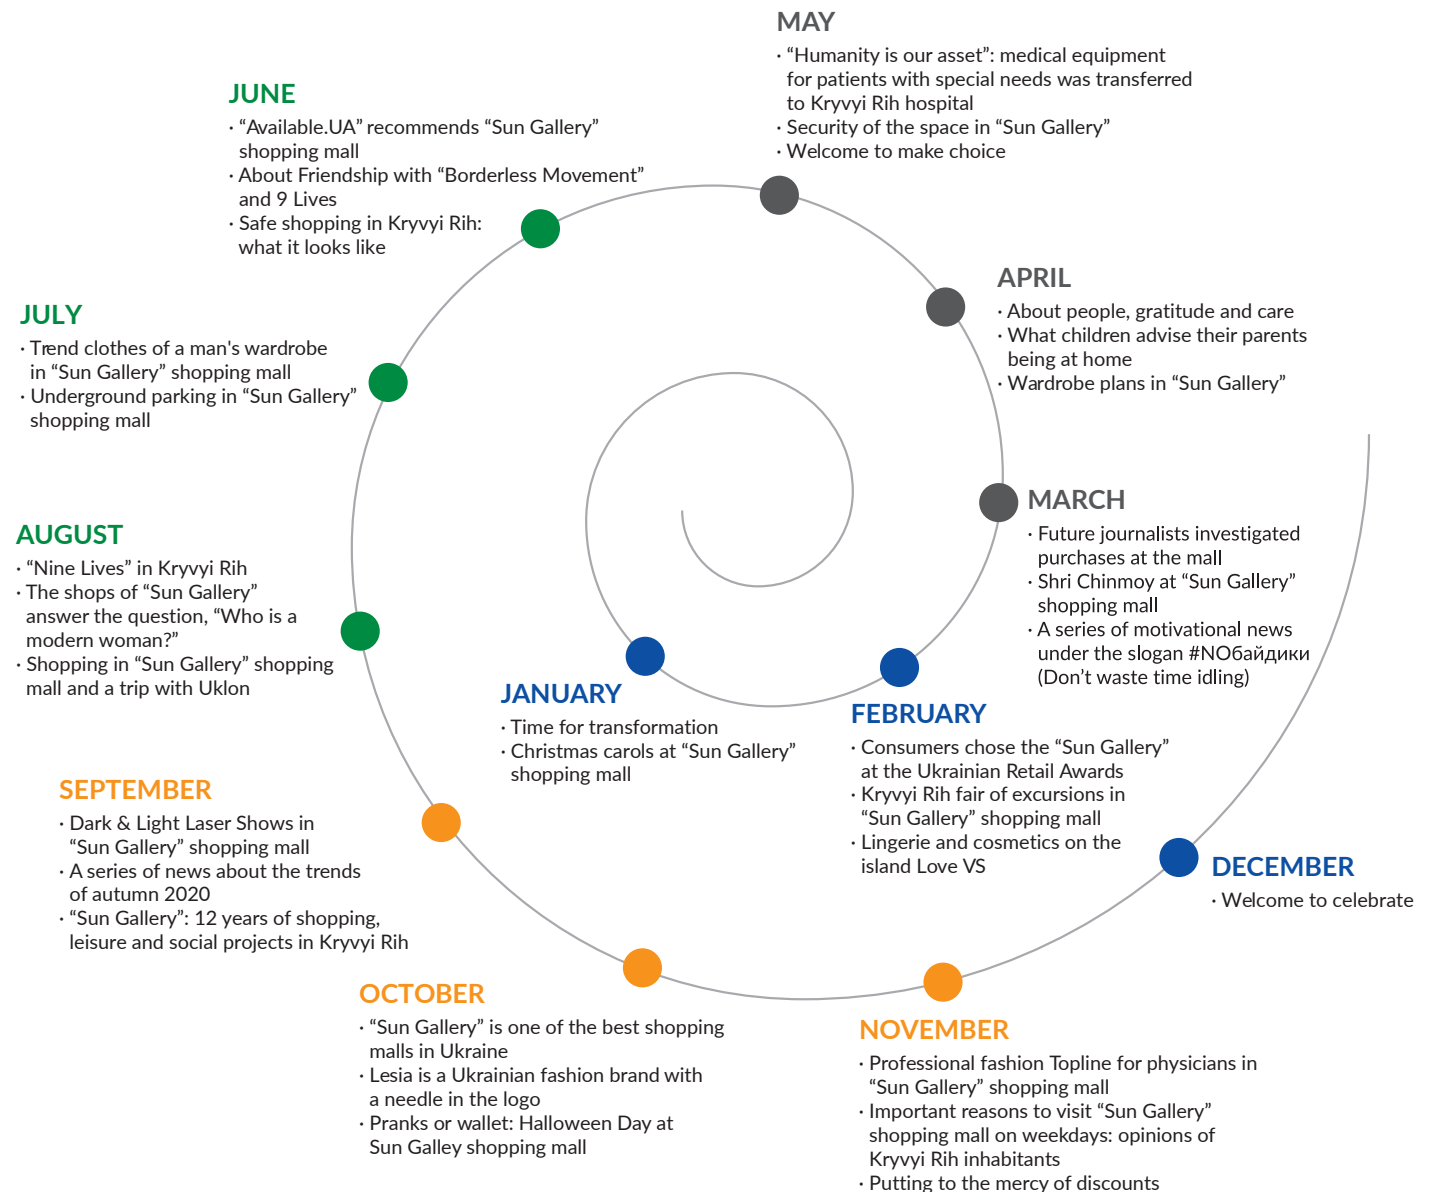 MAY
· “Humanity is our asset”: medical equipment
for patients with special needs was transferred
to Kryvyi Rih hospital
· Security of the space in “Sun Gallery”
· Welcome to make choice
JUNE
· “Available.UA” recommends “Sun Gallery”
shopping mall
· About Friendship with “Borderless Movement”
and 9 Lives
· Safe shopping in Kryvyi Rih:
what it looks like
APRIL
· About people, gratitude and care
· What children advise their parents
being at home
· Wardrobe plans in “Sun Gallery”
JULY
· Trend clothes of a man's wardrobe
in “Sun Gallery” shopping mall
· Underground parking in “Sun Gallery”
shopping mall
MARCH
· Future journalists investigated
purchases at the mall
· Shri Chinmoy at “Sun Gallery”
shopping mall
· A series of motivational news
under the slogan #NOбайдики
(Don’t waste time idling)
AUGUST
· “Nine Lives” in Kryvyi Rih
· The shops of “Sun Gallery”
answer the question, “Who is a
modern woman?”
· Shopping in “Sun Gallery” shopping
mall and a trip with Uklon
JANUARY
· Time for transformation
· Christmas carols at “Sun Gallery”
shopping mall
FEBRUARY
· Consumers chose the “Sun Gallery”
at the Ukrainian Retail Awards
· Kryvyi Rih fair of excursions in
“Sun Gallery” shopping mall
· Lingerie and cosmetics on the
island Love VS
SEPTEMBER
· Dark & Light Laser Shows in
“Sun Gallery” shopping mall
· A series of news about the trends
of autumn 2020
· “Sun Gallery”: 12 years of shopping,
leisure and social projects in Kryvyi Rih
DECEMBER
· Welcome to celebrate
OCTOBER
· “Sun Gallery” is one of the best shopping
malls in Ukraine
· Lesia is a Ukrainian fashion brand with
a needle in the logo
· Pranks or wallet: Halloween Day at
Sun Galley shopping mall
NOVEMBER
· Professional fashion Topline for physicians in
“Sun Gallery” shopping mall
· Important reasons to visit “Sun Gallery”
shopping mall on weekdays: opinions of
Kryvyi Rih inhabitants
· Putting to the mercy of discounts